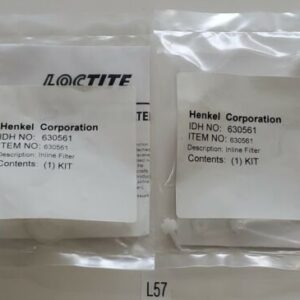 LOCTITE
Henkel Corporation
IDH NO: 630561
ITEM NO: 630561
Description: Inline Filter
Contents: (1) KIT
Henkel Corporation
IDH NO: 630561
ITEM NO: 630561
Description: Inline Filter
Contents: (1) KIT
L57